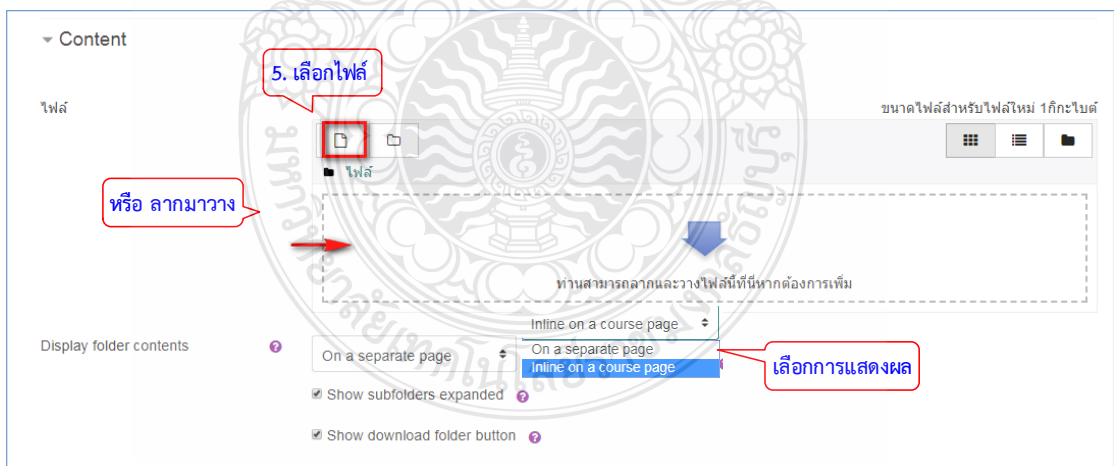 Content
5. เลือกไฟล์
ไฟล์
ขนาดไฟล์สำหรับไฟล์ใหม่ 1กิกะไบต์
ไฟล์
หรือ ลากมาวาง
ท่านสามารถลากและวางไฟล์นี้ที่นี่หากต้องการเพิ่ม
Inline on a course page
Display folder contents
On a separate page
On a separate page
Inline on a course page
เลือกการแสดงผล
Show subfolders expanded
Show download folder button